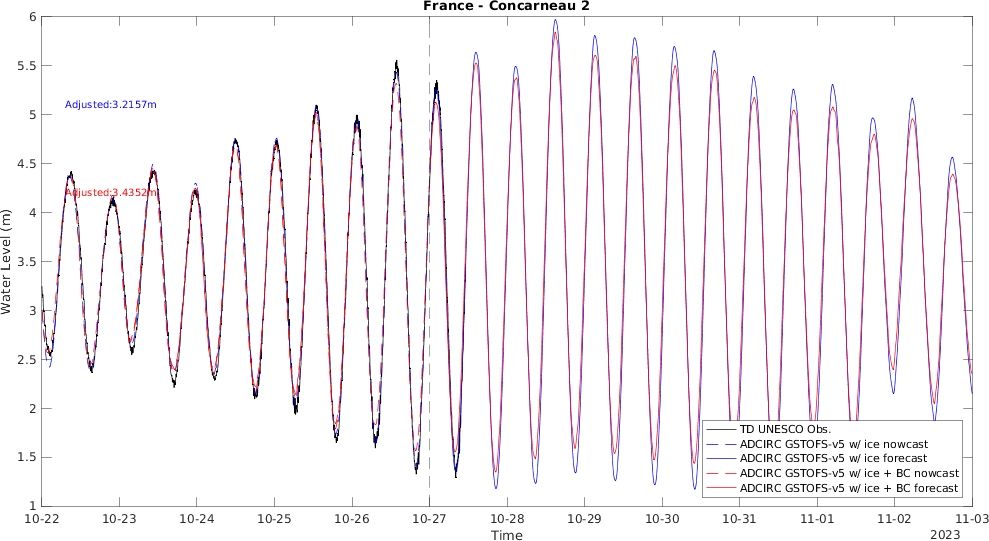 France - Concarneau 2
Water Level (m)
6
5.5
5
4.5
4
3.5
3
2.5
2
1.5
1
Adjusted:3.2157m
Adjusted:3.4352m
TD UNESCO Obs.
ADCIRC GSTOFS-v5 w/ ice nowcast
ADCIRC GSTOFS-v5 w/ ice forecast
ADCIRC GSTOFS-v5 w/ ice + BC nowcast
ADCIRC GSTOFS-v5 w/ ice + BC forecast
10-22 10-23 10-24 10-25 10-26 10-27 10-28 10-29 10-30 10-31 11-01 11-02 11-03
Time
2023